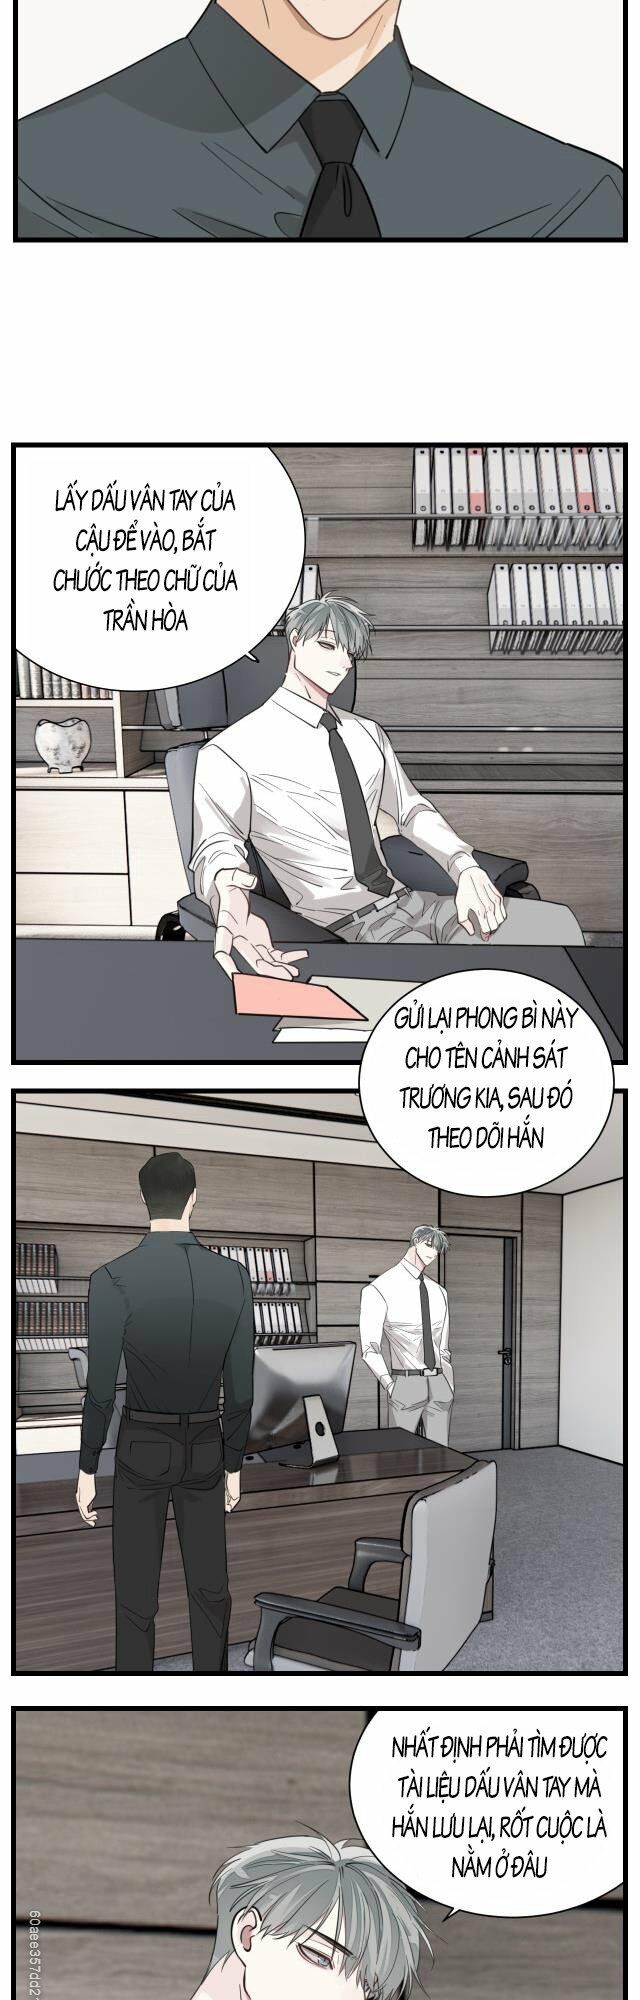 LẤY DẤU VÂN TAY CỦA
CẬU ĐỂ VÀO, BẮT
CHƯỚC THEO CHỮ CỦA
TRẦN HÒA
GỬI LẠI PHONG BÌ NÀY
CHO TÊN CẢNH SÁT
TRƯƠNG KIA, SAU ĐÓ
THEO DÕI HẮN
NHẤT ĐỊNH PHẢI TÌM ĐƯỢC
TÀI LIỆU DẤU VÂN TAY MÀ
HẮN LƯU LẠI, RỐT CUỘC LÀ
NẰM Ở ĐÂU